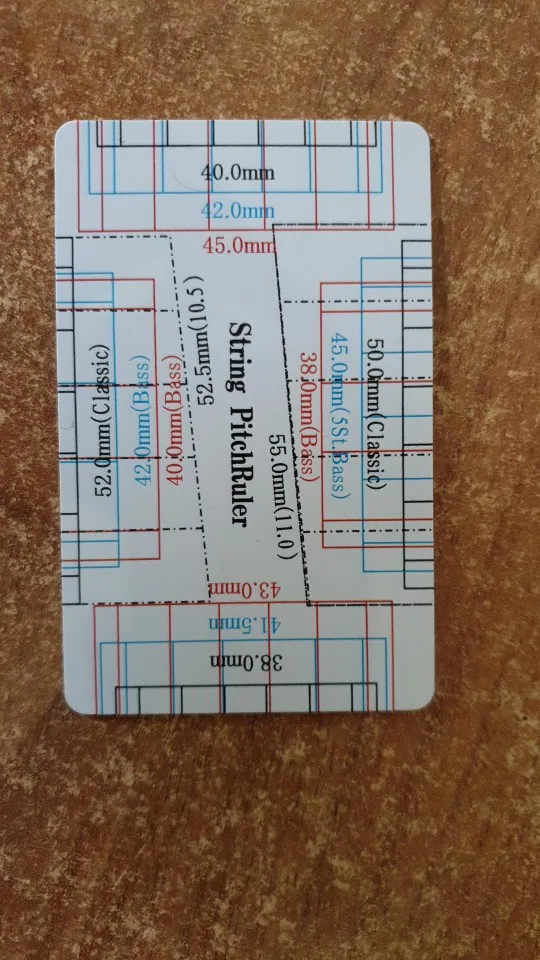 40.0mm
42.0mm
45.0mm
52.0mm(Classic)
42.0mm(Bass)
40.0mm(Bass)
52.5mm(10.5)
String PitchRuler
55.0mm(11.0)
38.0mm(Bass)
45.0mm(5St.Bass)
50.0mm(Classic)
43.0mm
41.5mm
38.0mm